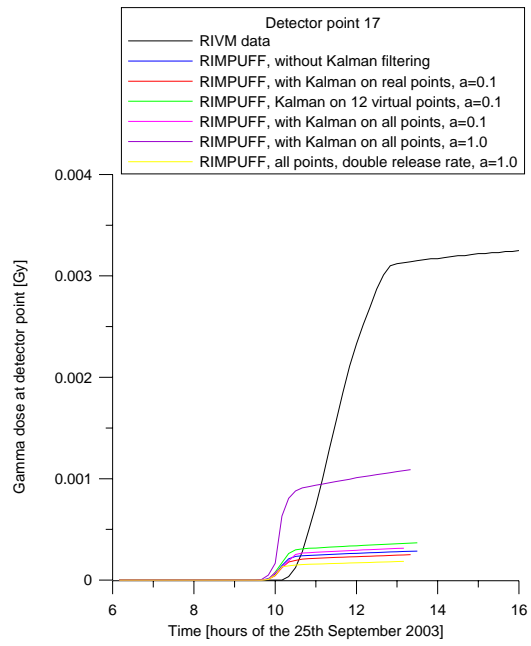 Detector point 17
RIVM data
RIMPUFF, without Kalman filtering
RIMPUFF, with Kalman on real points, a=0.1
RIMPUFF, Kalman on 12 virtual points, a=0.1
RIMPUFF, with Kalman on all points, a=0.1
RIMPUFF, with Kalman on all points, a=1.0
RIMPUFF, all points, double release rate, a=1.0
0.004
0.003
0.002
0.001
0
Gamma dose at detector point [Gy]
6 8 10 12 14 16
Time [hours of the 25th September 2003]